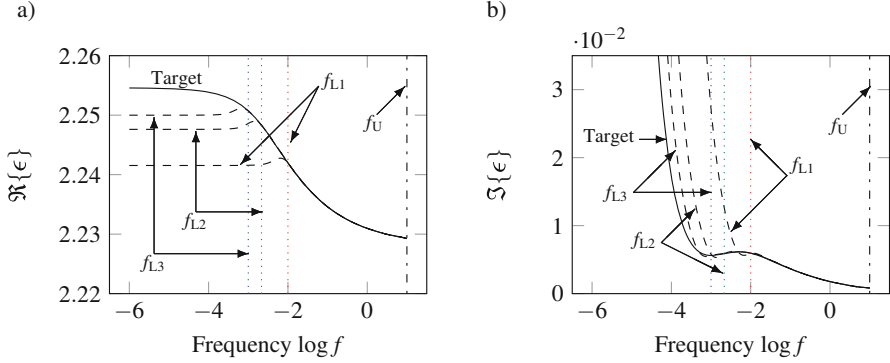 a)
2.26
2.25
2.24
2.23
2.22
ℜ{ϵ}
Target
f_L1
f_U
f_L2
f_L3
−6
−4
−2
0
Frequency log f
b)
·10⁻²
3
2
1
0
ℑ{ϵ}
Target
f_U
f_L1
f_L3
f_L2
−6
−4
−2
0
Frequency log f